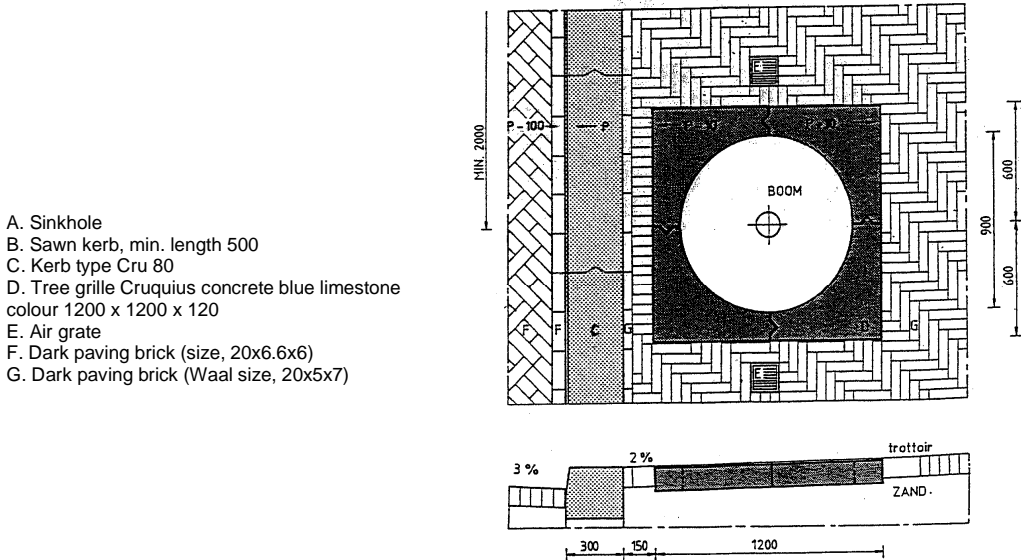 A. Sinkhole
B. Sawn kerb, min. length 500
C. Kerb type Cru 80
D. Tree grille Cruquius concrete blue limestone
colour 1200 x 1200 x 120
E. Air grate
F. Dark paving brick (size, 20x6.6x6)
G. Dark paving brick (Waal size, 20x5x7)
MIN. 2000
E
P-100
P
BOOM
600
900
600
F
F
C
G
D
G
E
3 %
2 %
trottoir
ZAND.
300
150
1200